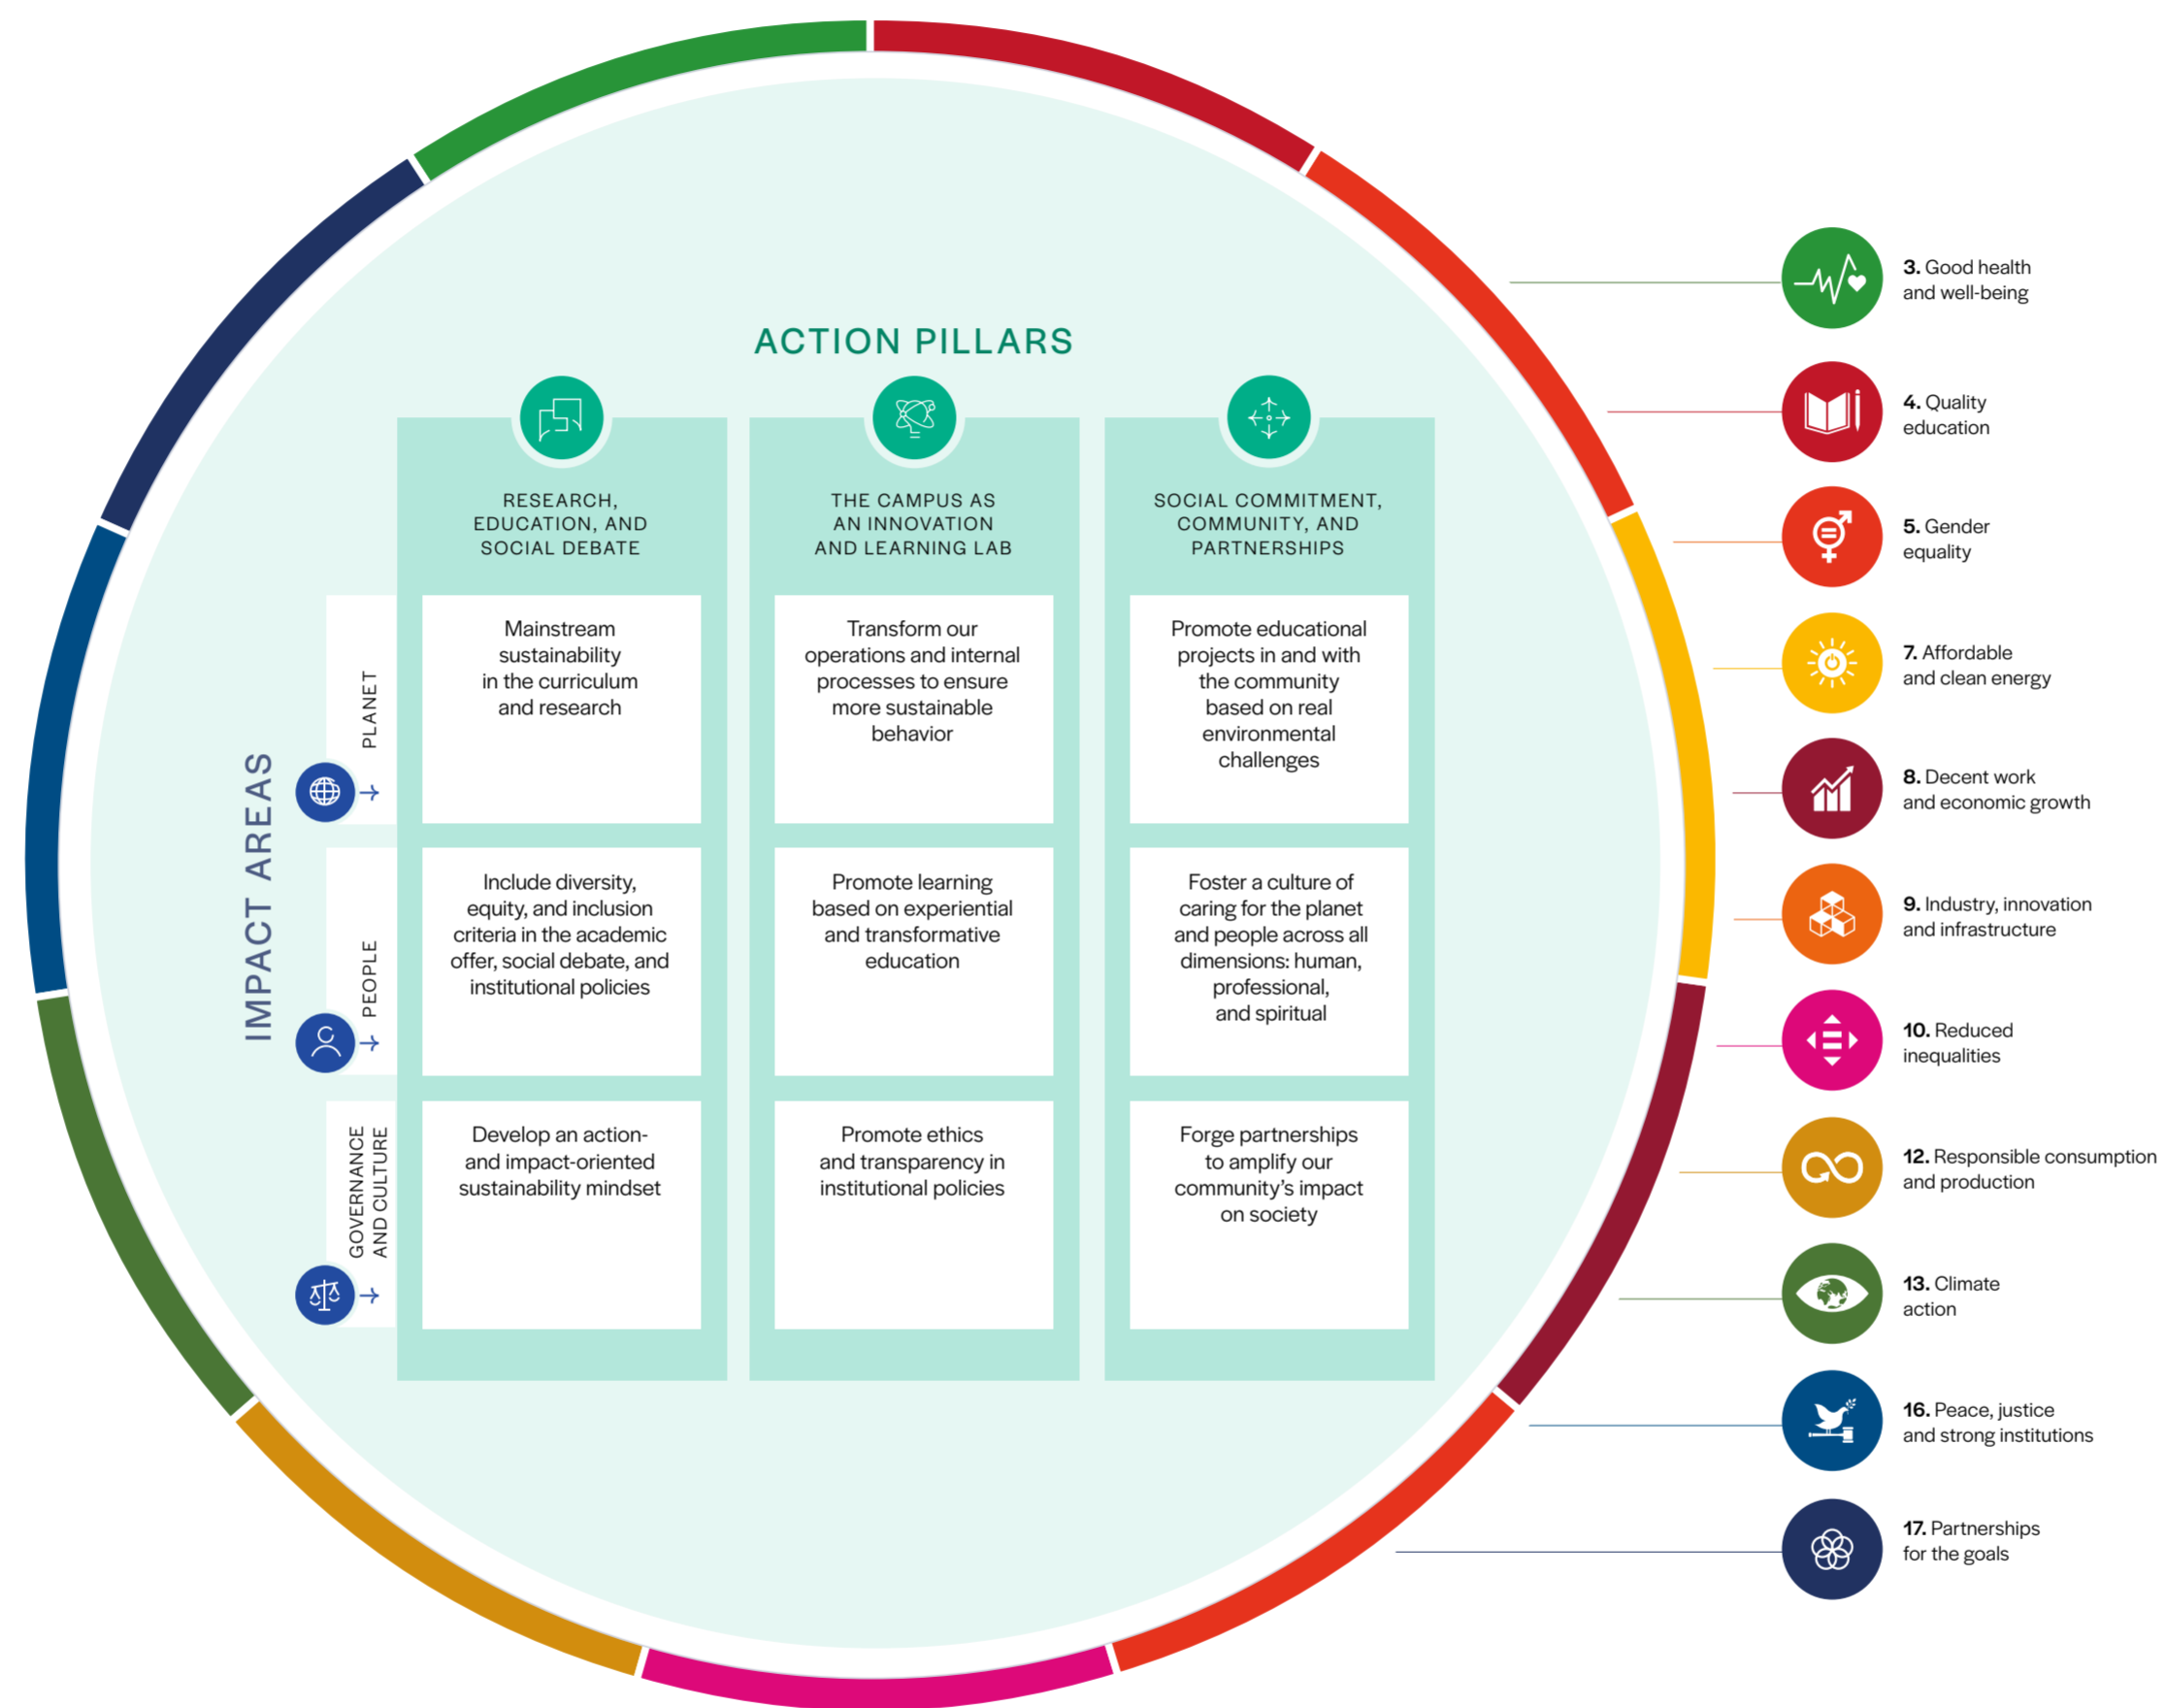 ACTION PILLARS
RESEARCH,
EDUCATION, AND
SOCIAL DEBATE
THE CAMPUS AS
AN INNOVATION
AND LEARNING LAB
SOCIAL COMMITMENT,
COMMUNITY, AND
PARTNERSHIPS
IMPACT AREAS
PLANET
Mainstream
sustainability
in the curriculum
and research
Transform our
operations and internal
processes to ensure
more sustainable
behavior
Promote educational
projects in and with
the community
based on real
environmental
challenges
PEOPLE
Include diversity,
equity, and inclusion
criteria in the academic
offer, social debate, and
institutional policies
Promote learning
based on experiential
and transformative
education
Foster a culture of
caring for the planet
and people across all
dimensions: human,
professional,
and spiritual
GOVERNANCE
AND CULTURE
Develop an action-
and impact-oriented
sustainability mindset
Promote ethics
and transparency in
institutional policies
Forge partnerships
to amplify our
community’s impact
on society
3. Good health
and well-being
4. Quality
education
5. Gender
equality
7. Affordable
and clean energy
8. Decent work
and economic growth
9. Industry, innovation
and infrastructure
10. Reduced
inequalities
12. Responsible consumption
and production
13. Climate
action
16. Peace, justice
and strong institutions
17. Partnerships
for the goals